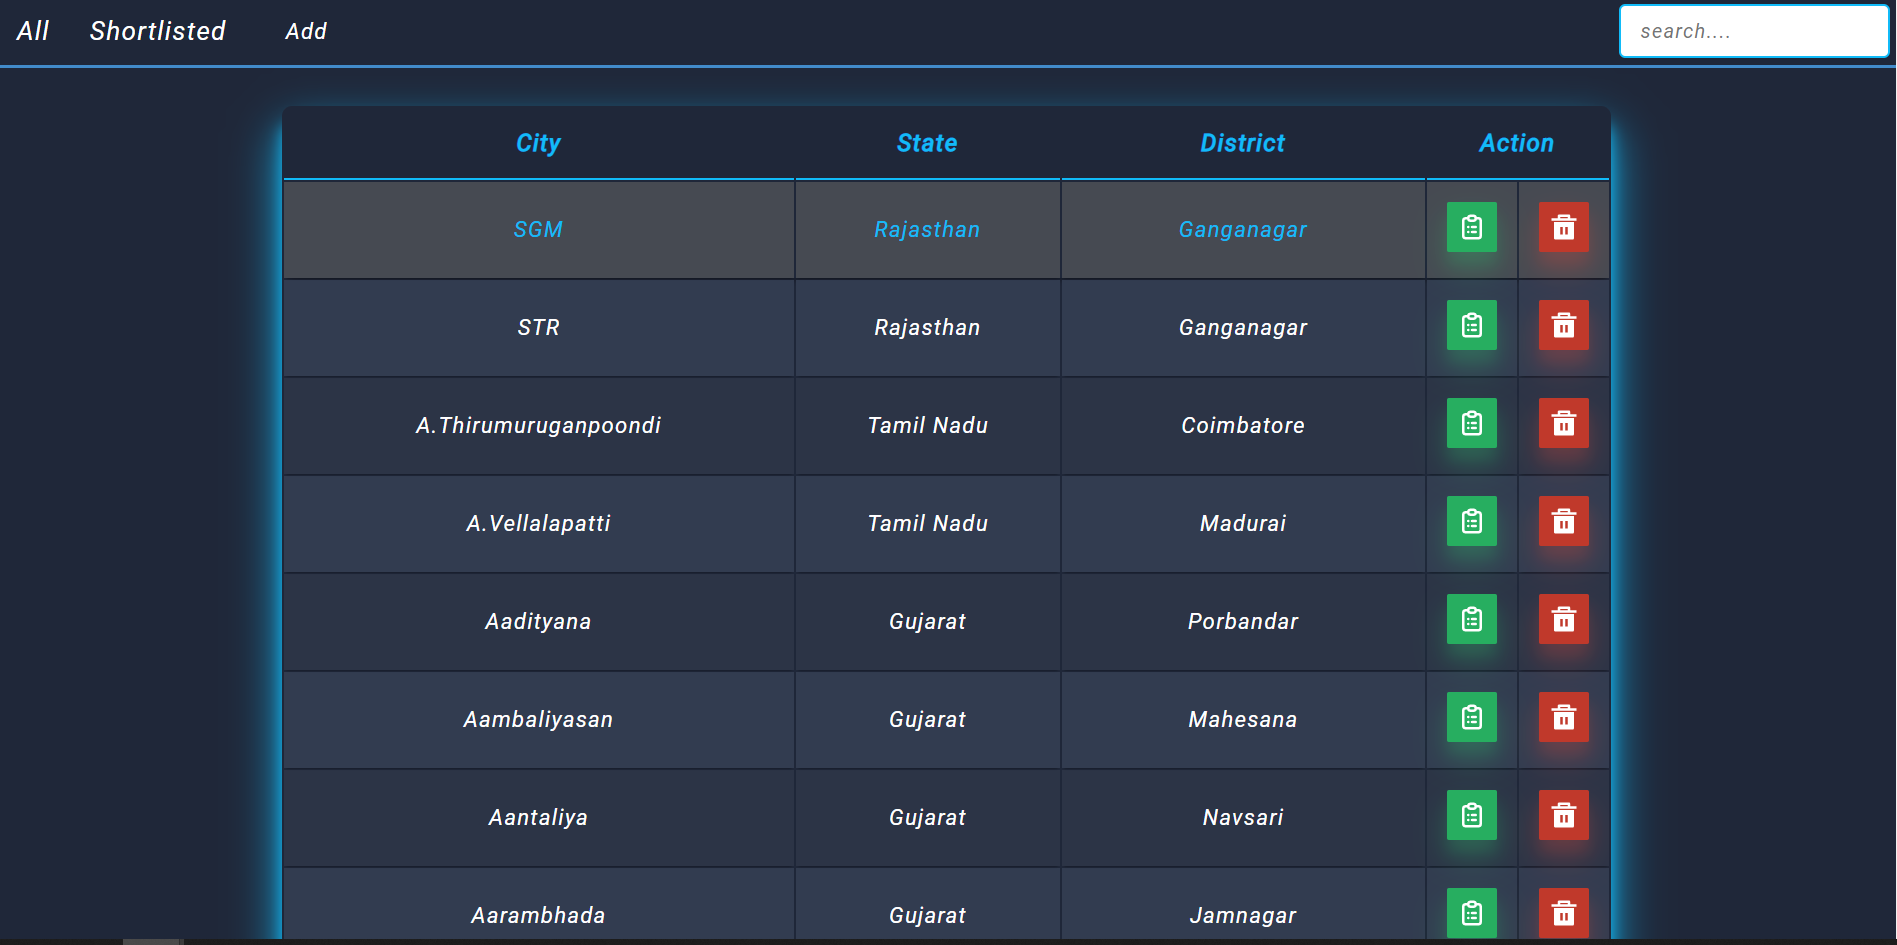 All Shortlisted Add search....
City State District Action
SGM Rajasthan Ganganagar
STR Rajasthan Ganganagar
A.Thirumuruganpoondi Tamil Nadu Coimbatore
A.Vellalapatti Tamil Nadu Madurai
Aadityana Gujarat Porbandar
Aambaliyasan Gujarat Mahesana
Aantaliya Gujarat Navsari
Aarambhada Gujarat Jamnagar